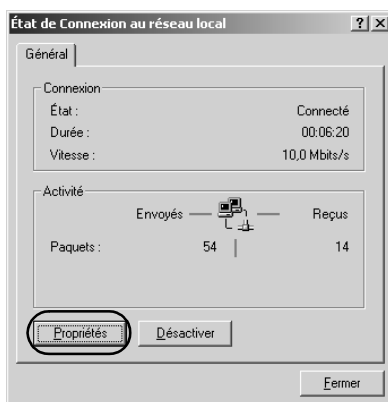 État de Connexion au réseau local
Général
Connexion
État : Connecté
Durée : 00:06:20
Vitesse : 10,0 Mbits/s
Activité
Envoyés Reçus
Paquets : 54 14
Propriétés Désactiver
Fermer